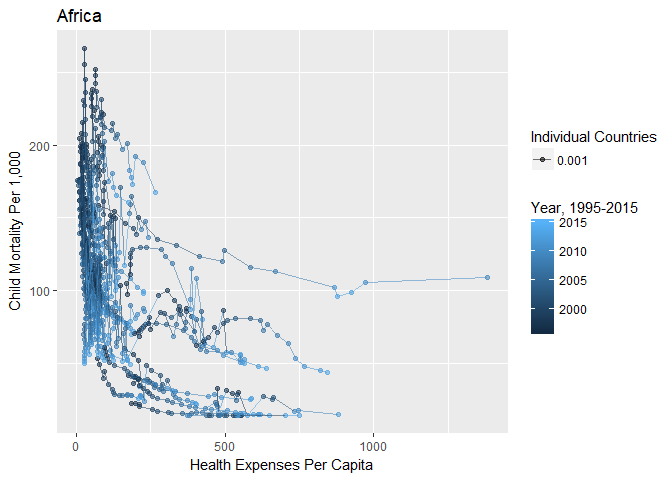 Africa
Child Mortality Per 1,000
200
100
0
500
1000
Health Expenses Per Capita
Individual Countries
0.001
Year, 1995-2015
2015
2010
2005
2000